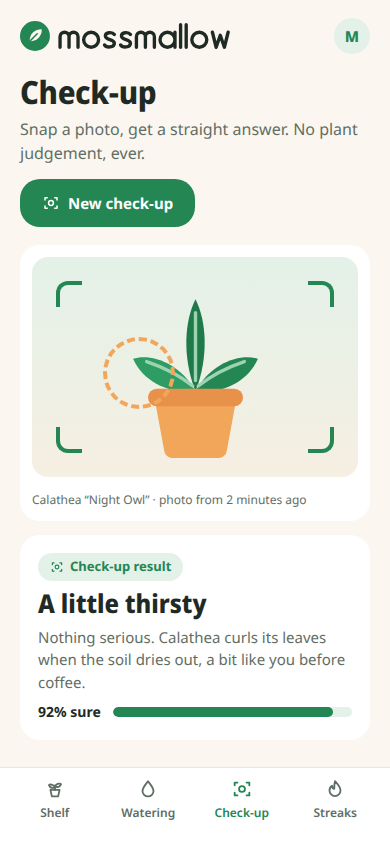 mossmallow
M
Check-up
Snap a photo, get a straight answer. No plant
judgement, ever.
New check-up
Calathea “Night Owl” · photo from 2 minutes ago
Check-up result
A little thirsty
Nothing serious. Calathea curls its leaves
when the soil dries out, a bit like you before
coffee.
92% sure
Shelf
Watering
Check-up
Streaks